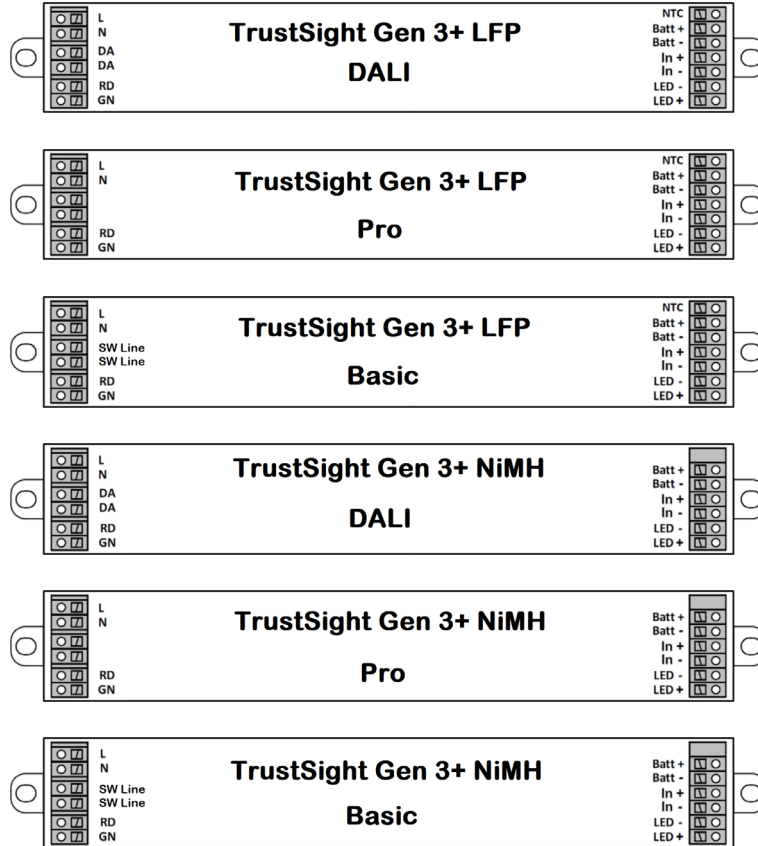 L
N
DA
DA
RD
GN
TrustSight Gen 3+ LFP
DALI
NTC
Batt +
Batt -
In +
In -
LED -
LED +
L
N
RD
GN
TrustSight Gen 3+ LFP
Pro
NTC
Batt +
Batt -
In +
In -
LED -
LED +
L
N
SW Line
SW Line
RD
GN
TrustSight Gen 3+ LFP
Basic
NTC
Batt +
Batt -
In +
In -
LED -
LED +
L
N
DA
DA
RD
GN
TrustSight Gen 3+ NiMH
DALI
Batt +
Batt -
In +
In -
LED -
LED +
L
N
RD
GN
TrustSight Gen 3+ NiMH
Pro
Batt +
Batt -
In +
In -
LED -
LED +
L
N
SW Line
SW Line
RD
GN
TrustSight Gen 3+ NiMH
Basic
Batt +
Batt -
In +
In -
LED -
LED +